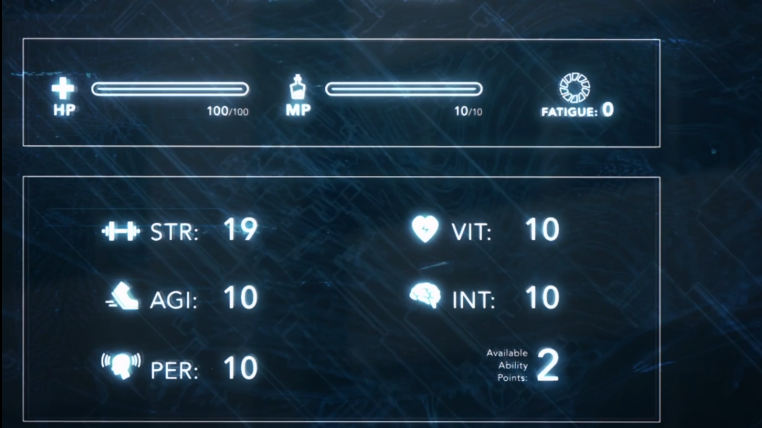 HP
100/100
MP
10/10
FATIGUE: 0
STR: 19
VIT: 10
AGI: 10
INT: 10
PER: 10
Available
Ability
Points: 2